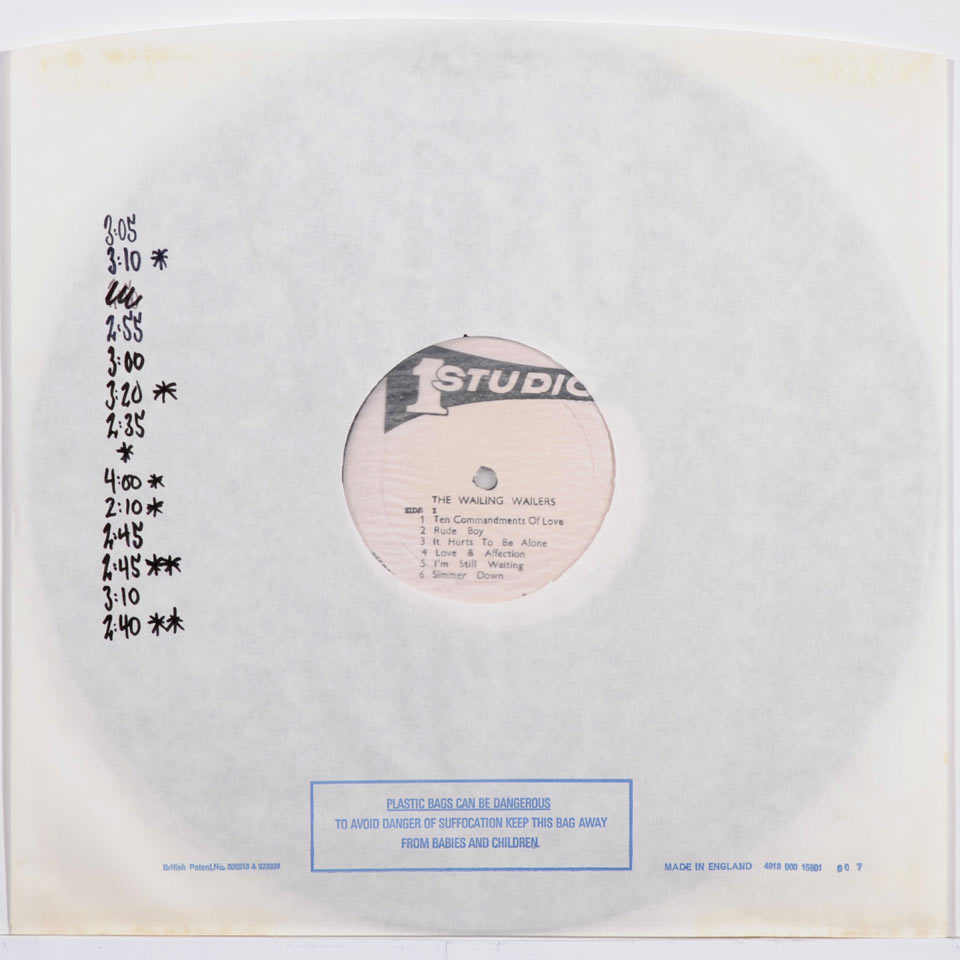 3:05
3:10 *
2:55
3:00
3:20 *
2:35
*
4:00 *
2:10 *
2:45
2:45 **
3:10
2:40 **
1 STUDIO
THE WAILING WAILERS
SIDE 2
1 Ten Commandments Of Love
2 Rude Boy
3 It Hurts To Be Alone
4 Love & Affection
5 I'm Still Waiting
6 Simmer Down
PLASTIC BAGS CAN BE DANGEROUS
TO AVOID DANGER OF SUFFOCATION KEEP THIS BAG AWAY
FROM BABIES AND CHILDREN.
British Patent.No.
MADE IN ENGLAND 4913 000 15801